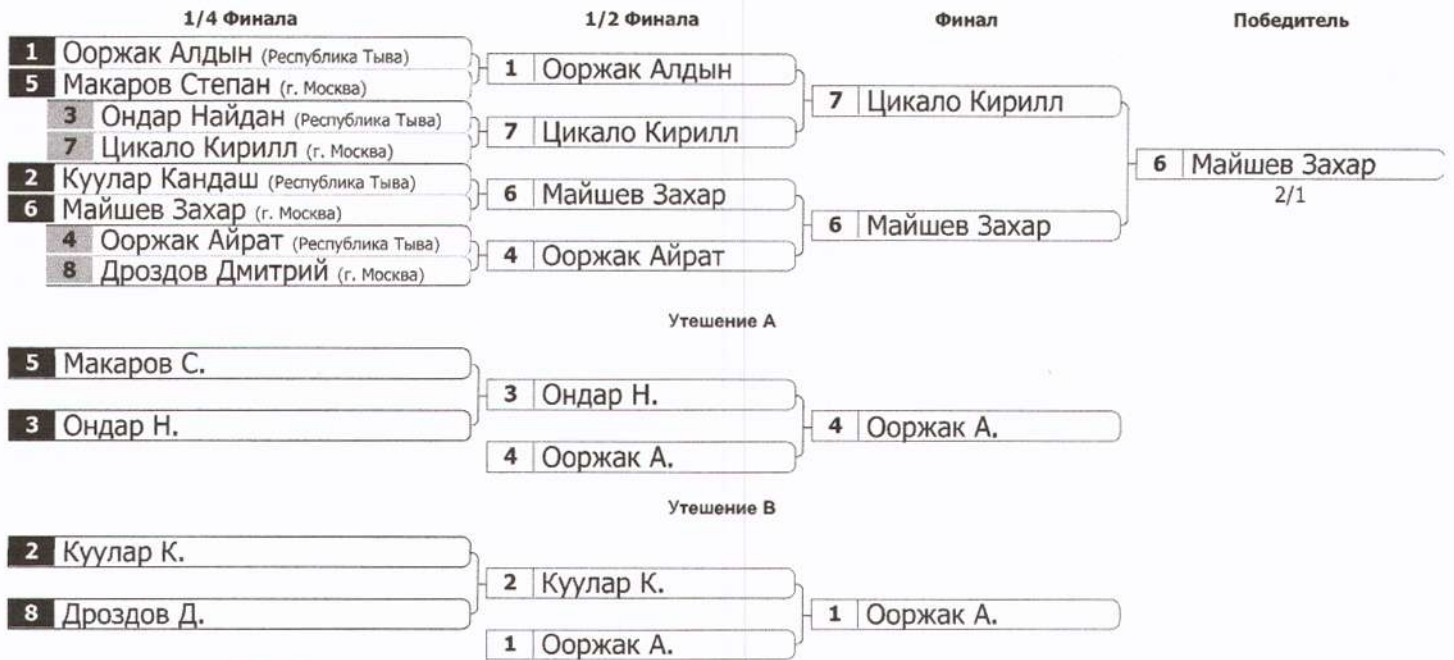 1/4 Финала 1/2 Финала Финал Победитель
1 Ооржак Алдын (Республика Тыва)
5 Макаров Степан (г. Москва)
3 Ондар Найдан (Республика Тыва)
7 Цикало Кирилл (г. Москва)
2 Куулар Кандаш (Республика Тыва)
6 Майшев Захар (г. Москва)
4 Ооржак Айрат (Республика Тыва)
8 Дроздов Дмитрий (г. Москва)
1 Ооржак Алдын
7 Цикало Кирилл
6 Майшев Захар
4 Ооржак Айрат
7 Цикало Кирилл
6 Майшев Захар
6 Майшев Захар
2/1
Утешение А
5 Макаров С.
3 Ондар Н.
3 Ондар Н.
4 Ооржак А.
4 Ооржак А.
Утешение В
2 Куулар К.
8 Дроздов Д.
2 Куулар К.
1 Ооржак А.
1 Ооржак А.